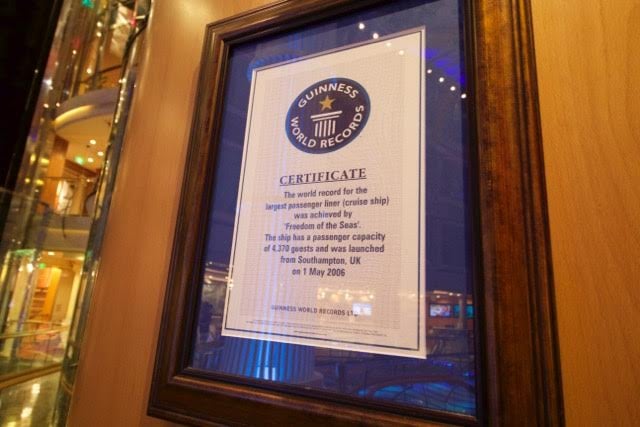 GUINNESS
WORLD RECORDS
CERTIFICATE
The world record for the
largest passenger liner (cruise ship)
was achieved by
'Freedom of the Seas'.
The ship has a passenger capacity
of 4,370 guests and was launched
from Southampton, UK
on 1 May 2006
GUINNESS WORLD RECORDS LTD